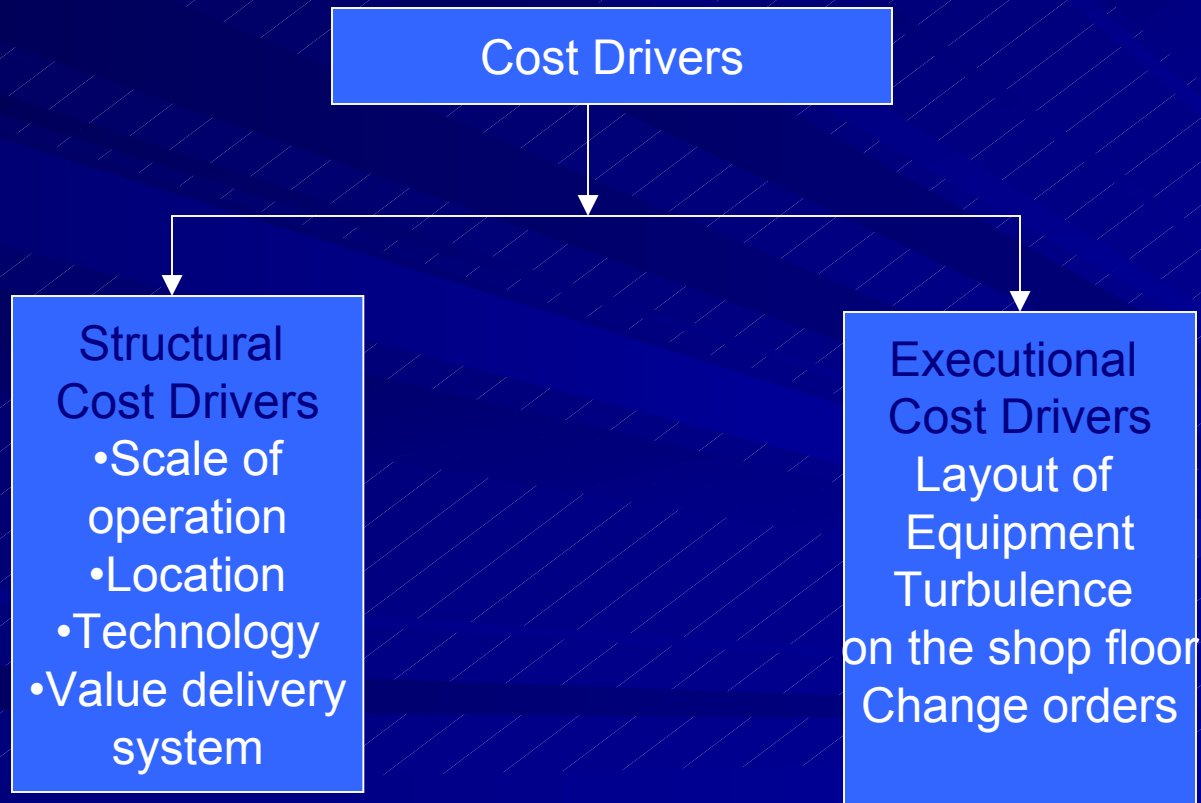 Cost Drivers
Structural
Cost Drivers
•Scale of
operation
•Location
•Technology
•Value delivery
system
Executional
Cost Drivers
Layout of
Equipment
Turbulence
on the shop floor
Change orders